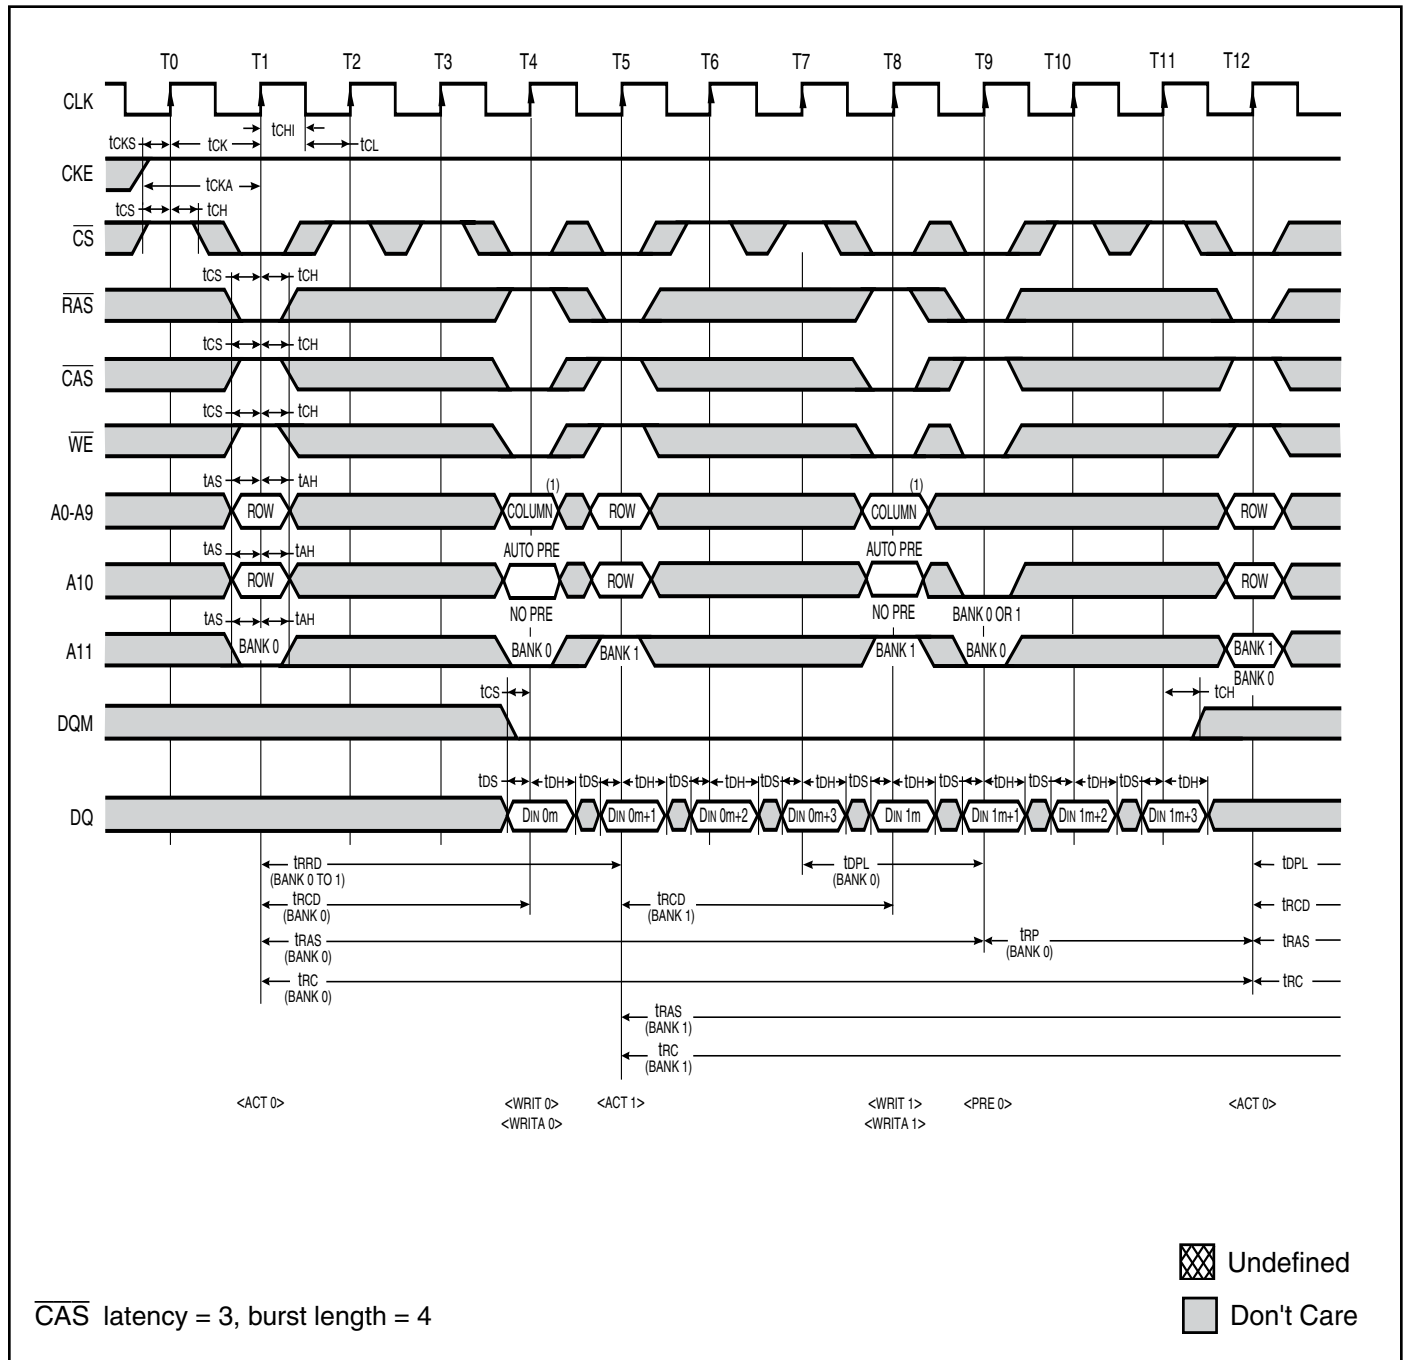 T0 T1 T2 T3 T4 T5 T6 T7 T8 T9 T10 T11 T12
CLK
tCHI
tCKS tCK tCL
CKE
tCKA
tCS tCH
CS
tCS tCH
RAS
tCS tCH
CAS
tCS tCH
WE
tAS tAH (1) (1)
A0-A9 ROW COLUMN ROW COLUMN ROW
tAS tAH AUTO PRE AUTO PRE
A10 ROW ROW ROW
NO PRE NO PRE BANK 0 OR 1
tAS tAH
A11 BANK 0 BANK 0 BANK 1 BANK 1 BANK 0 BANK 1
BANK 0
tCS tCH
DQM
tDS tDH tDS tDH tDS tDH tDS tDH tDS tDH tDS tDH tDS tDH tDS tDH
DQ DIN 0m DIN 0m+1 DIN 0m+2 DIN 0m+3 DIN 1m DIN 1m+1 DIN 1m+2 DIN 1m+3
tRRD tDPL tDPL
(BANK 0 TO 1) (BANK 0)
tRCD tRCD tRCD
(BANK 0) (BANK 1)
tRAS tRP tRAS
(BANK 0) (BANK 0)
tRC tRC
(BANK 0)
tRAS
(BANK 1)
tRC
(BANK 1)
<ACT 0> <WRIT 0> <ACT 1> <WRIT 1> <PRE 0> <ACT 0>
<WRITA 0> <WRITA 1>
Undefined
CAS latency = 3, burst length = 4
Don't Care